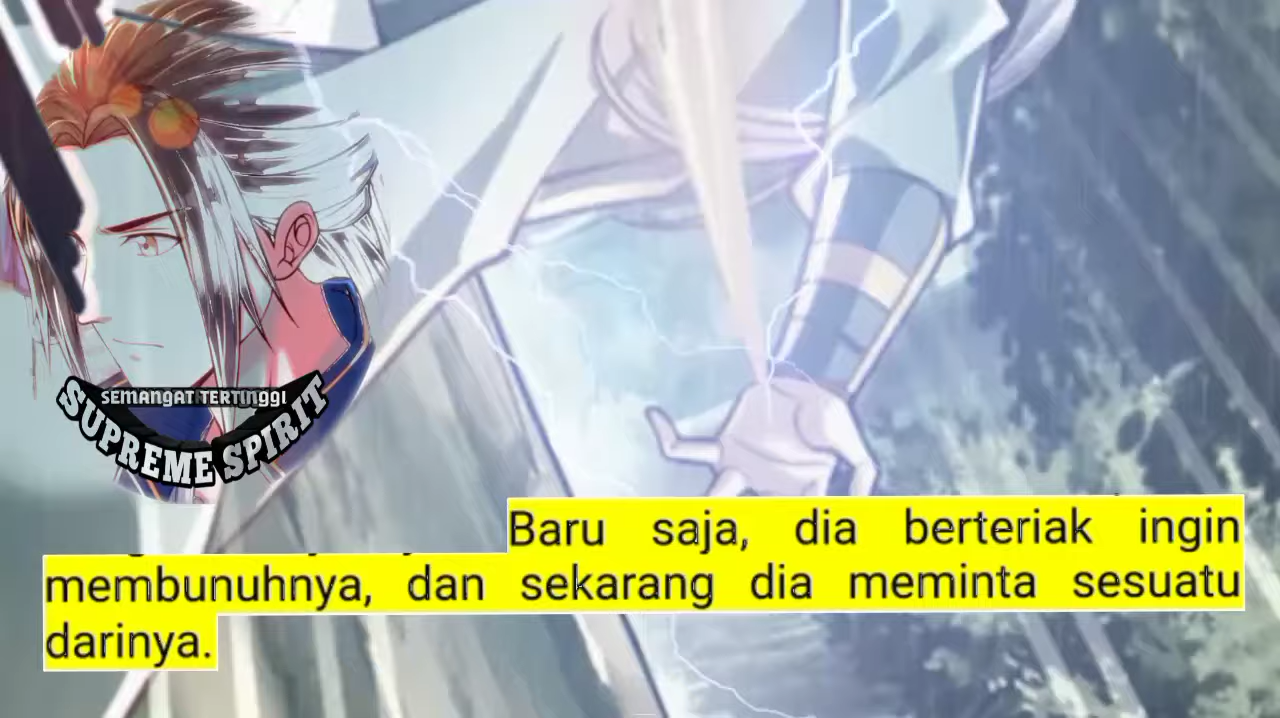 SEMANGAT TERTINGGI
SUPREME SPIRIT
Baru saja, dia berteriak ingin
membunuhnya, dan sekarang dia meminta sesuatu
darinya.